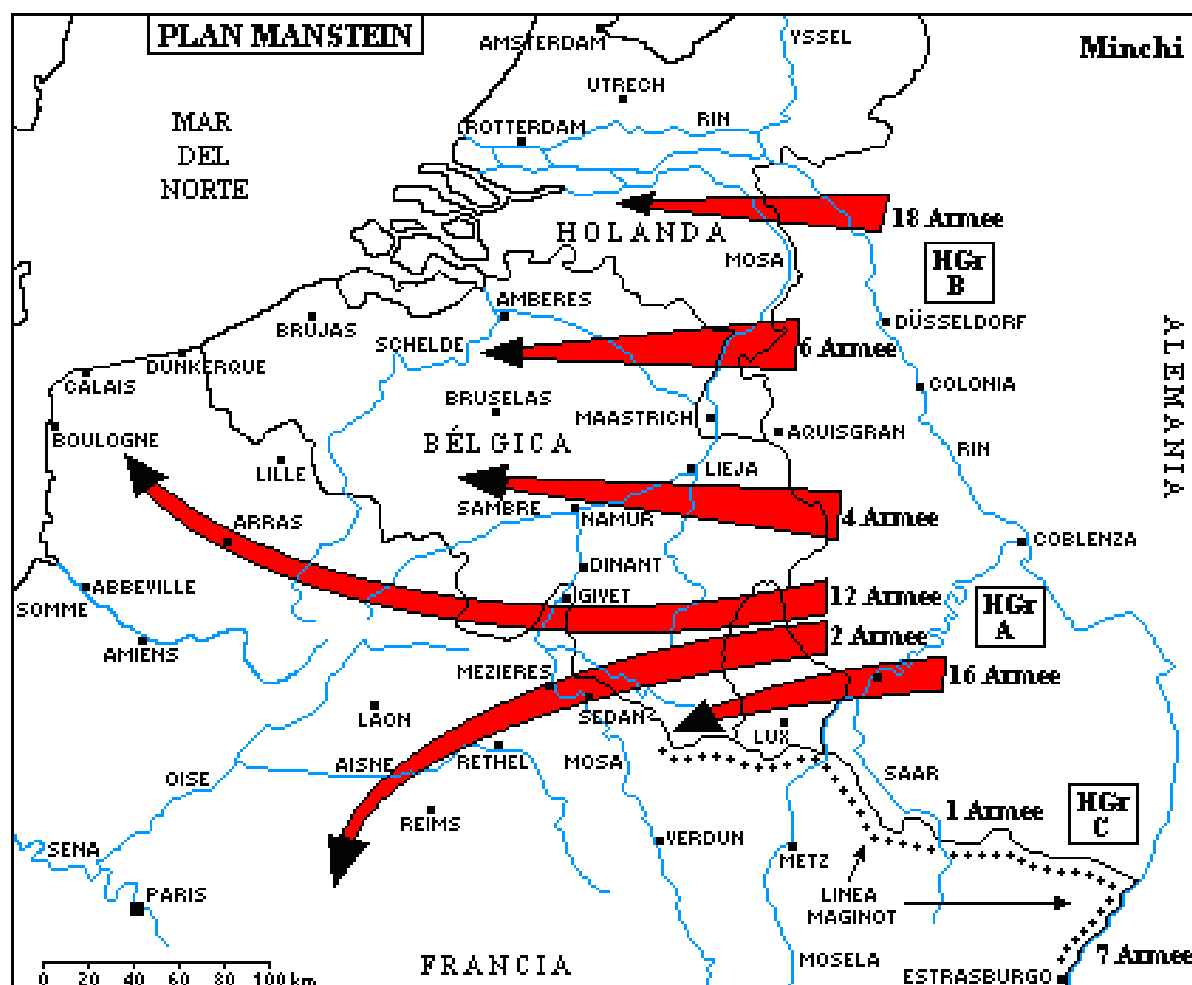 PLAN MANSTEIN
AMSTERDAM
YSSEL
Minchi
UTRECH
MAR
DEL
NORTE
ROTTERDAM
RIN
18 Armee
HOLANDA
MOSA
HGr
B
AMBERES
BRUJAS
DÜSSELDORF
SCHELDE
6 Armee
DUNKERQUE
CALAIS
COLONIA
BRUSELAS
MAASTRICH
BOULOGNE
BÉLGICA
AQUISGRAN
RIN
ALEMANIA
LILLE
LIEJA
SAMBRE
NAMUR
4 Armee
ARRAS
COBLENZA
DINANT
ABBEVILLE
GIVET
12 Armee
HGr
A
SOMME
2 Armee
AMIENS
MEZIERES
16 Armee
LAON
SEDAN
LUX
AISNE
RETHEL
MOSA
OISE
SAAR
HGr
C
1 Armee
REIMS
VERDUN
SENA
METZ
PARIS
LINEA
MAGINOT
FRANCIA
MOSELA
7 Armee
ESTRASBURGO
0 20 40 60 80 100 km